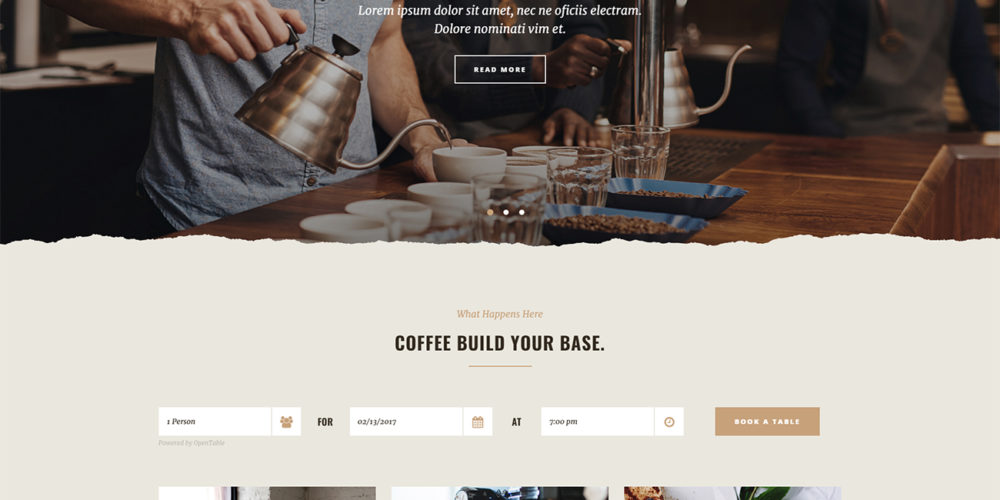 Lorem ipsum dolor sit amet, nec ne oficiis electram.
Dolore nominati vim et.
READ MORE
What Happens Here
COFFEE BUILD YOUR BASE.
1 Person
FOR
02/13/2017
AT
7:00 pm
BOOK A TABLE
Powered by OpenTable